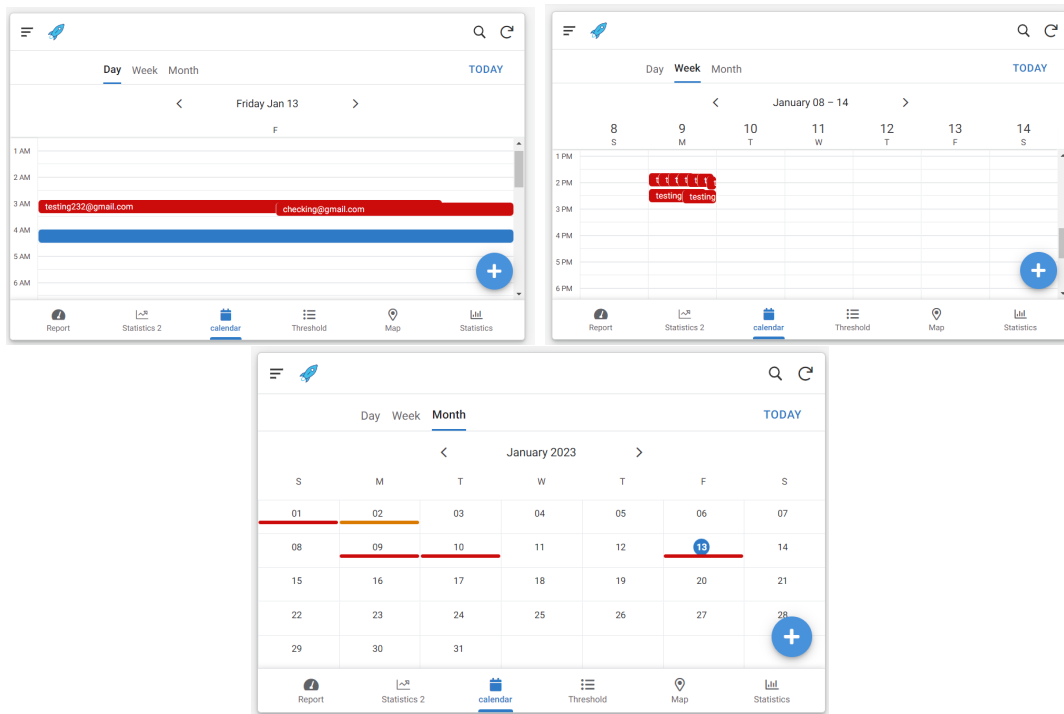 Day Week Month TODAY
Friday Jan 13
F
1 AM
2 AM
3 AM
testing232@gmail.com checking@gmail.com
4 AM
5 AM
6 AM
Report Statistics 2 calendar Threshold Map Statistics
Day Week Month TODAY
January 08 – 14
8 9 10 11 12 13 14
S M T W T F S
1 PM
2 PM
t t t t t t
testing testing
3 PM
4 PM
5 PM
6 PM
Report Statistics 2 calendar Threshold Map Statistics
Day Week Month TODAY
January 2023
S M T W T F S
01 02 03 04 05 06 07
08 09 10 11 12 13 14
15 16 17 18 19 20 21
22 23 24 25 26 27 28
29 30 31
Report Statistics 2 calendar Threshold Map Statistics